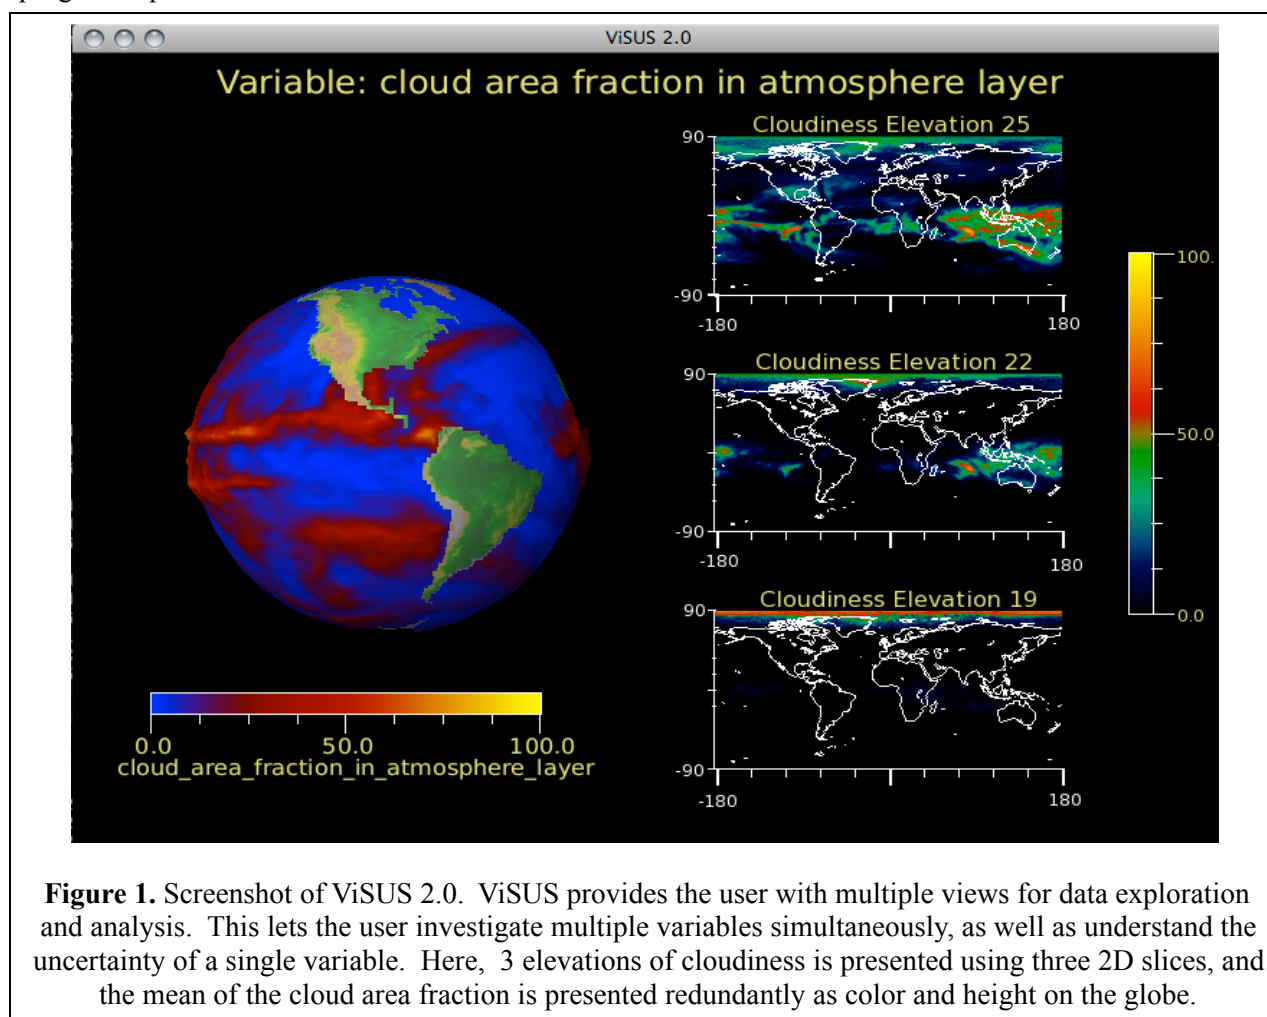 ViSUS 2.0
Variable: cloud area fraction in atmosphere layer
Cloudiness Elevation 25
90
-90
-180
180
Cloudiness Elevation 22
90
-90
-180
180
Cloudiness Elevation 19
90
-90
-180
180
100.
50.0
0.0
0.0 50.0 100.0
cloud_area_fraction_in_atmosphere_layer
Figure 1. Screenshot of ViSUS 2.0. ViSUS provides the user with multiple views for data exploration
and analysis. This lets the user investigate multiple variables simultaneously, as well as understand the
uncertainty of a single variable. Here, 3 elevations of cloudiness is presented using three 2D slices, and
the mean of the cloud area fraction is presented redundantly as color and height on the globe.